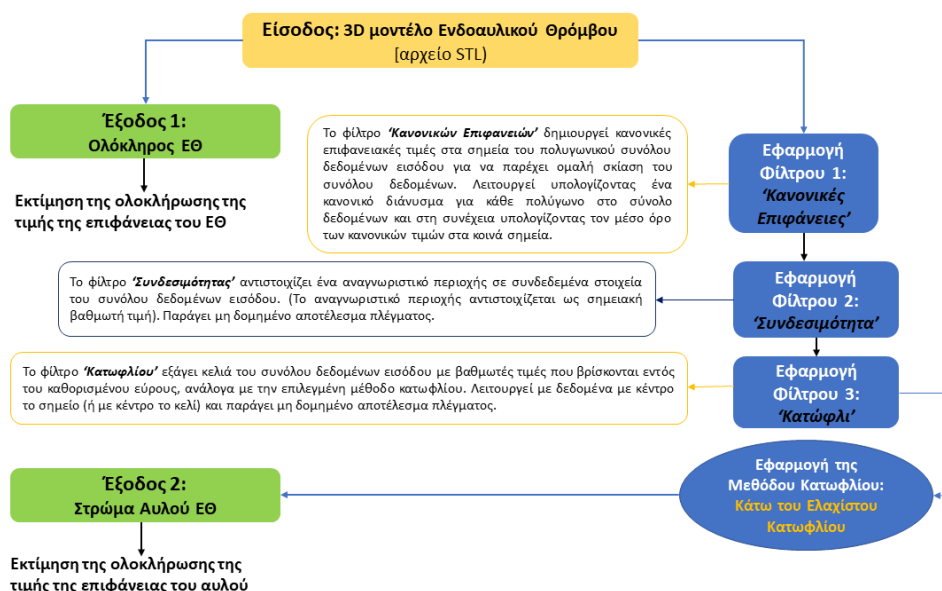 Είσοδος: 3D μοντέλο Ενδοαυλικού Θρόμβου
[αρχείο STL)
Έξοδος 1:
Ολόκληρος ΕΘ
Εκτίμηση της ολοκλήρωσης της
τιμής της επιφάνειας του ΕΘ
Το φίλτρο ‘Κανονικών Επιφανειών’ δημιουργεί κανονικές
επιφανειακές τιμές στα σημεία του πολυγωνικού συνόλου
δεδομένων εισόδου για να παρέχει ομαλή σκίαση του
συνόλου δεδομένων. Λειτουργεί υπολογίζοντας ένα
κανονικό διάνυσμα για κάθε πολύγωνο στο σύνολο
δεδομένων και στη συνέχεια υπολογίζοντας τον μέσο όρο
των κανονικών τιμών στα κοινά σημεία.
Εφαρμογή
Φίλτρου 1:
‘Κανονικές
Επιφάνειες’
Το φίλτρο ‘Συνδεσιμότητας’ αντιστοιχίζει ένα αναγνωριστικό περιοχής σε συνδεδεμένα στοιχεία
του συνόλου δεδομένων εισόδου. (Το αναγνωριστικό περιοχής αντιστοιχίζεται ως σημειακή
βαθμωτή τιμή). Παράγει μη δομημένο αποτέλεσμα πλέγματος.
Εφαρμογή
Φίλτρου 2:
‘Συνδεσιμότητα’
Το φίλτρο ‘Κατωφλίου’ εξάγει κελιά του συνόλου δεδομένων εισόδου με βαθμωτές τιμές που βρίσκονται εντός
του καθορισμένου εύρους, ανάλογα με την επιλεγμένη μέθοδο κατωφλίου. Λειτουργεί με δεδομένα με κέντρο
το σημείο (ή με κέντρο το κελί) και παράγει μη δομημένο αποτέλεσμα πλέγματος.
Εφαρμογή
Φίλτρου 3:
‘Κατώφλι’
Έξοδος 2:
Στρώμα Αυλού ΕΘ
Εφαρμογή της
Μεθόδου Κατωφλίου:
Κάτω του Ελαχίστου
Κατωφλίου
Εκτίμηση της ολοκλήρωσης της
τιμής της επιφάνειας του αυλού